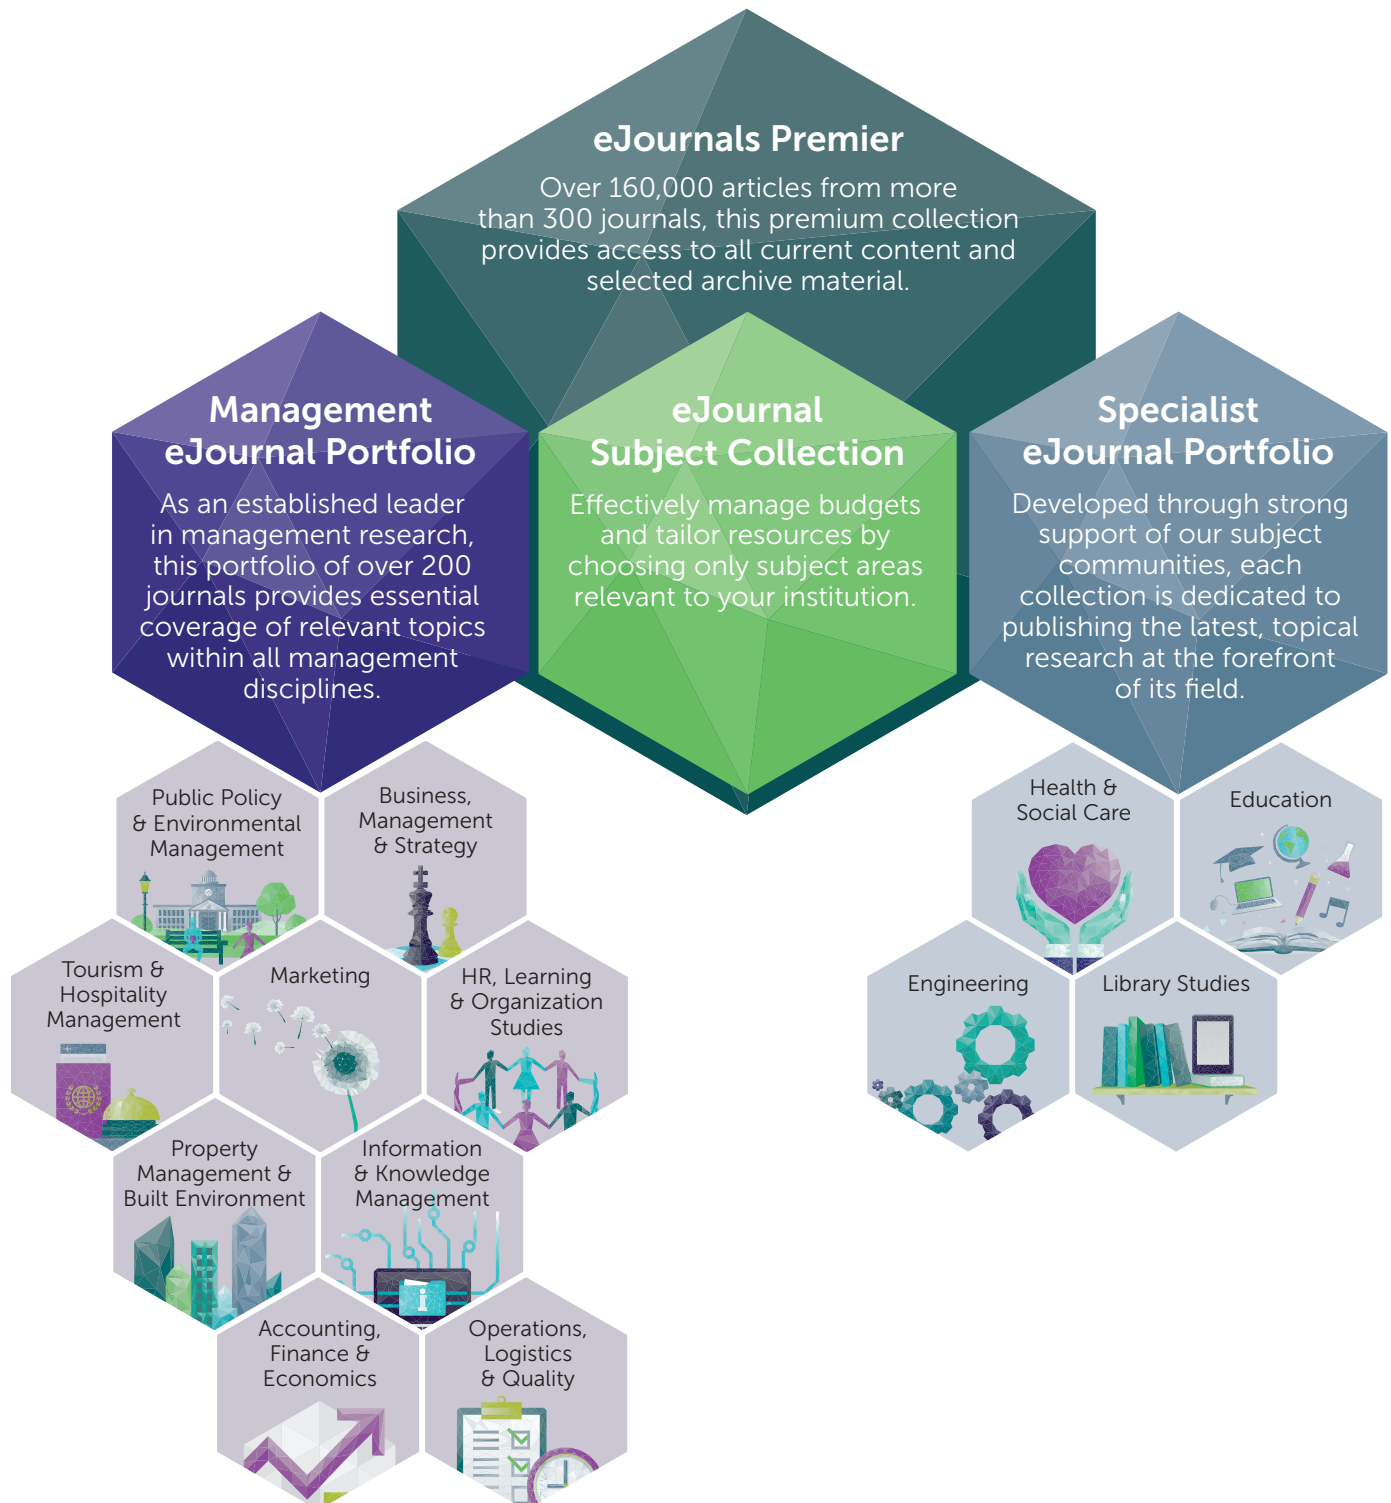 eJournals Premier
Over 160,000 articles from more
than 300 journals, this premium collection
provides access to all current content and
selected archive material.
Management
eJournal Portfolio
As an established leader
in management research,
this portfolio of over 200
journals provides essential
coverage of relevant topics
within all management
disciplines.
eJournal
Subject Collection
Effectively manage budgets
and tailor resources by
choosing only subject areas
relevant to your institution.
Specialist
eJournal Portfolio
Developed through strong
support of our subject
communities, each
collection is dedicated to
publishing the latest, topical
research at the forefront
of its field.
Public Policy
& Environmental
Management
Business,
Management
& Strategy
Tourism &
Hospitality
Management
Marketing
HR, Learning
& Organization
Studies
Property
Management &
Built Environment
Information
& Knowledge
Management
i
Accounting,
Finance &
Economics
Operations,
Logistics
& Quality
Health &
Social Care
Education
Engineering
Library Studies